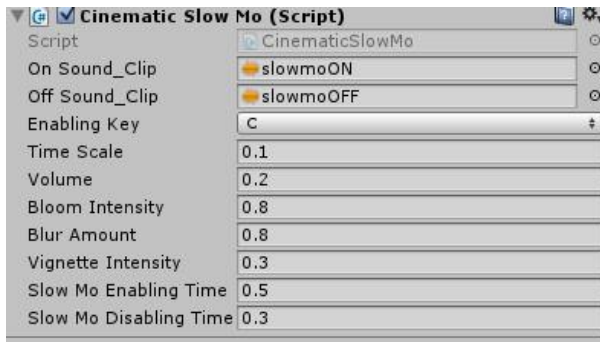 Cinematic Slow Mo (Script)
Script CinematicSlowMo
On Sound_Clip slowmoON
Off Sound_Clip slowmoOFF
Enabling Key C
Time Scale 0.1
Volume 0.2
Bloom Intensity 0.8
Blur Amount 0.8
Vignette Intensity 0.3
Slow Mo Enabling Time 0.5
Slow Mo Disabling Time 0.3